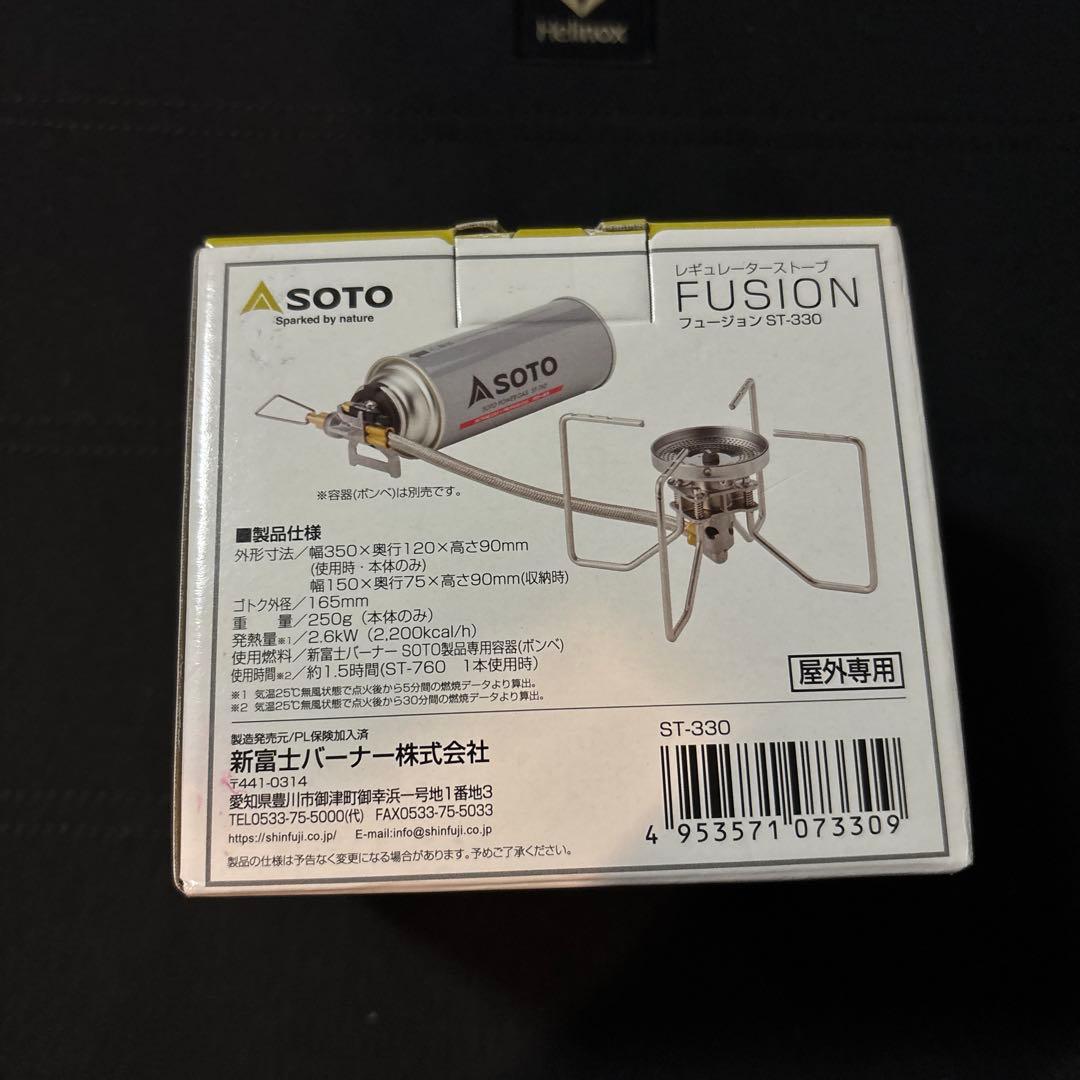 Helinox
SOTO
Sparked by nature
レギュレーターストーブ
FUSION
フュージョン ST-330
SOTO
SOTO POWER GAS ST-760
※容器(ボンベ)は別売です。
■製品仕様
外形寸法／幅350×奥行120×高さ90mm
(使用時・本体のみ)
幅150×奥行75×高さ90mm(収納時)
ゴトク外径／165mm
重 量／250g（本体のみ）
発熱量※1／2.6kW（2,200kcal/h）
使用燃料／新富士バーナー SOTO製品専用容器(ボンベ)
使用時間※2／約1.5時間(ST-760 1本使用時)
※1 気温25℃無風状態で点火後から5分間の燃焼データより算出。
※2 気温25℃無風状態で点火後から30分間の燃焼データより算出。
屋外専用
製造発売元/PL保険加入済
新富士バーナー株式会社
〒441-0314
愛知県豊川市御津町御幸浜一号地1番地3
TEL0533-75-5000(代) FAX0533-75-5033
https://shinfuji.co.jp/ E-mail:info@shinfuji.co.jp
製品の仕様は予告なく変更になる場合があります。予めご了承ください。
ST-330
4 953571 073309